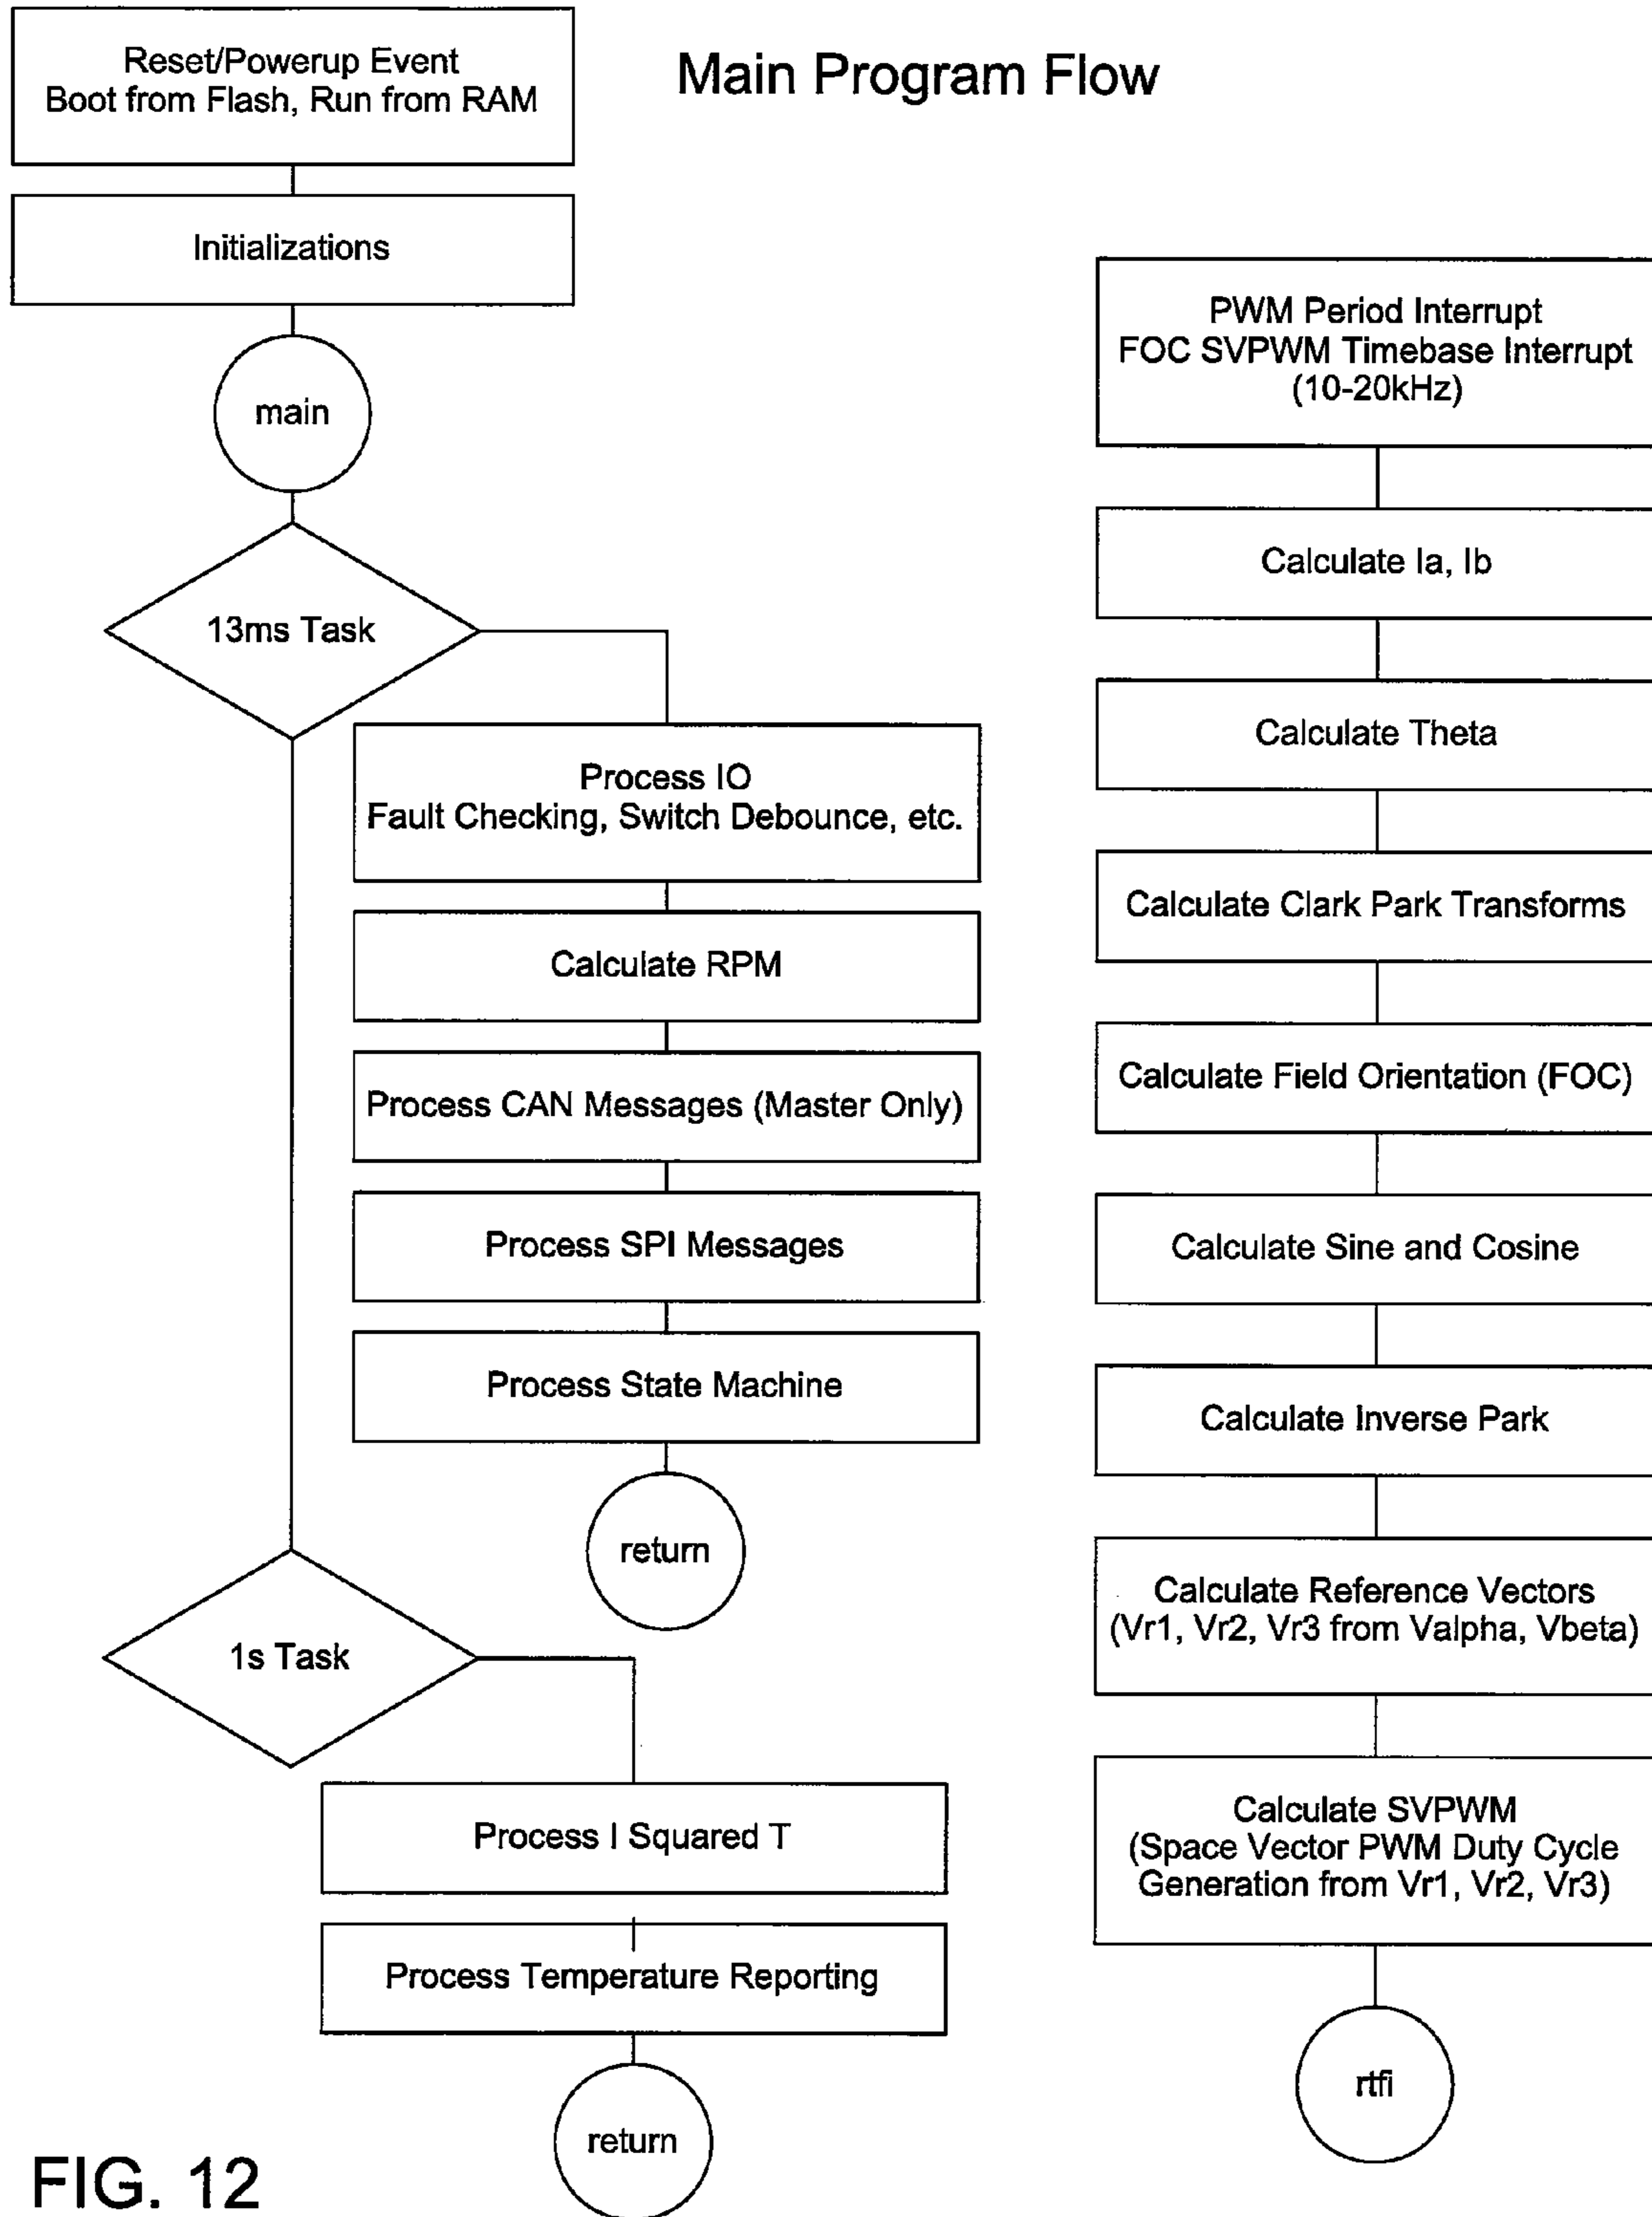 Main Program Flow
Reset/Powerup Event
Boot from Flash, Run from RAM
Initializations
main
13ms Task
Process IO
Fault Checking, Switch Debounce, etc.
Calculate RPM
Process CAN Messages (Master Only)
Process SPI Messages
Process State Machine
return
1s Task
Process I Squared T
Process Temperature Reporting
return
PWM Period Interrupt
FOC SVPWM Timebase Interrupt
(10-20kHz)
Calculate Ia, Ib
Calculate Theta
Calculate Clark Park Transforms
Calculate Field Orientation (FOC)
Calculate Sine and Cosine
Calculate Inverse Park
Calculate Reference Vectors
(Vr1, Vr2, Vr3 from Valpha, Vbeta)
Calculate SVPWM
(Space Vector PWM Duty Cycle
Generation from Vr1, Vr2, Vr3)
rtfi
FIG. 12